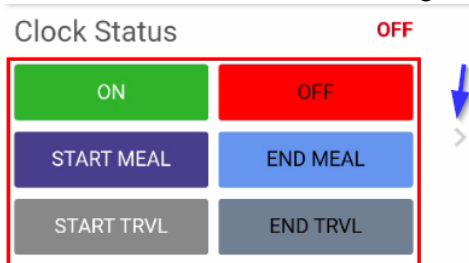 Clock Status OFF
ON OFF
START MEAL END MEAL
START TRVL END TRVL